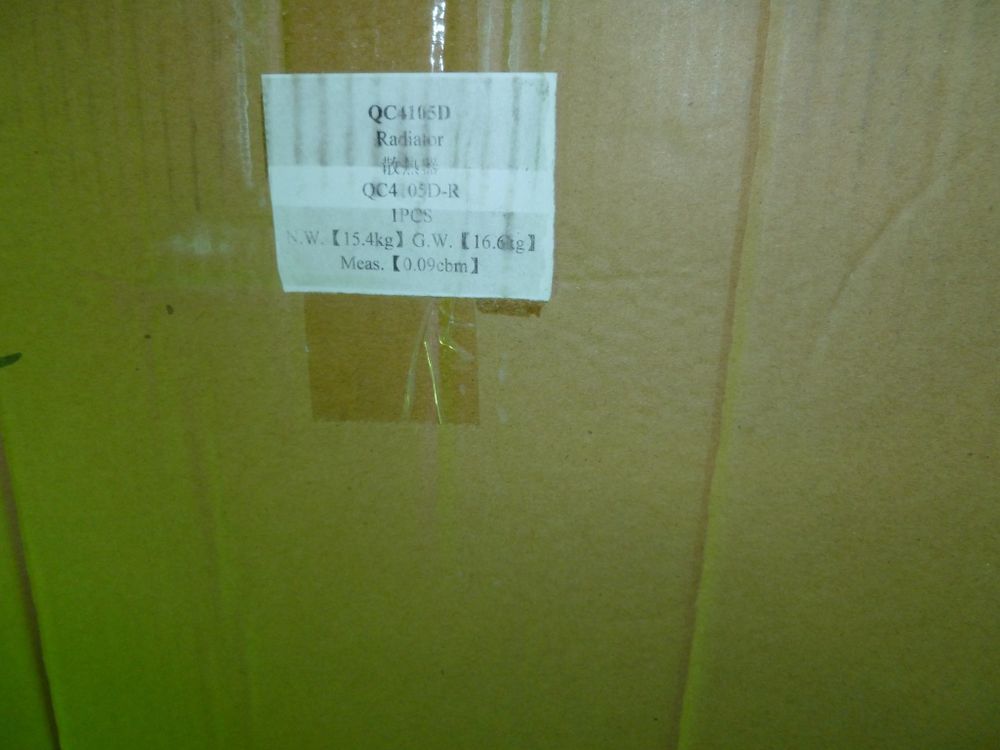 QC4105D
Radiator
散热器
QC4105D-R
1PCS
N.W.【15.4kg】G.W.【16.6kg】
Meas.【0.09cbm】